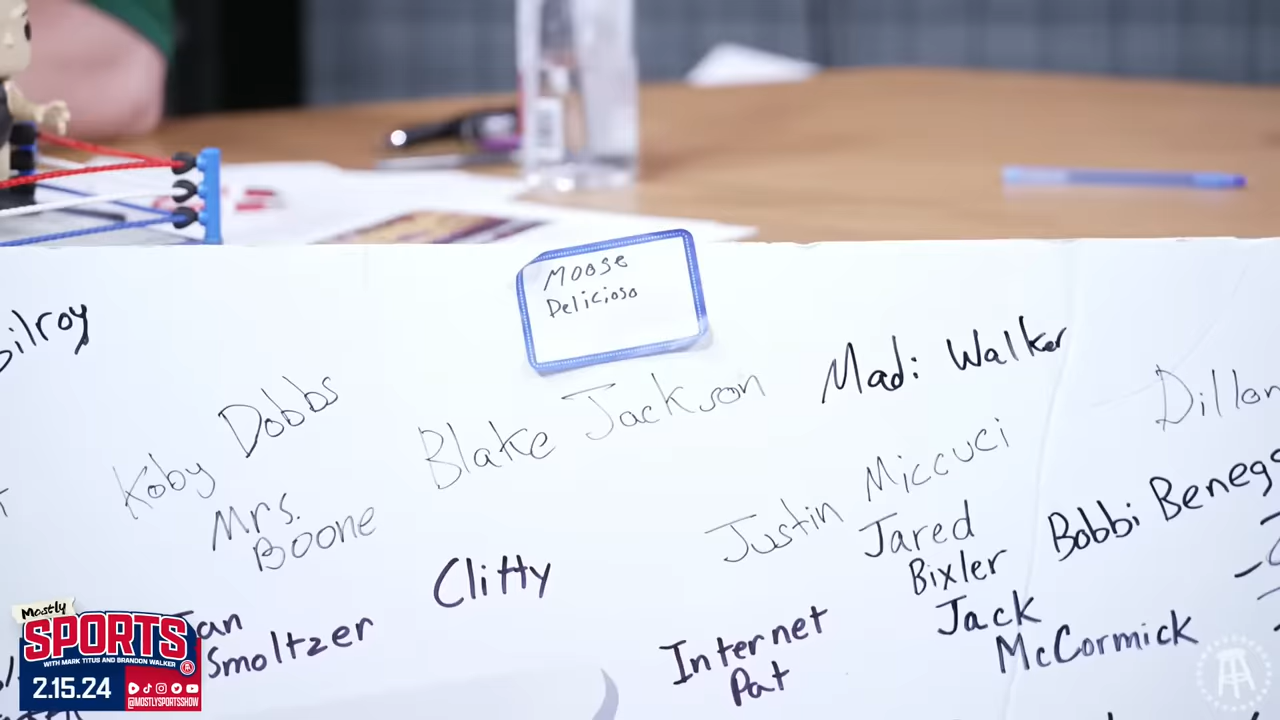 Moose
Delicioso
Madi Walker
Koby Dobbs
Blake Jackson
Mrs.
Boone
Justin Miccuci
Jared
Bixler
Clitty
Smoltzer
Internet
Pat
Jack
McCormick
Mostly
SPORTS
WITH MARK TITUS AND BRANDON WALKER
2.15.24
@MOSTLYSPORTSSHOW